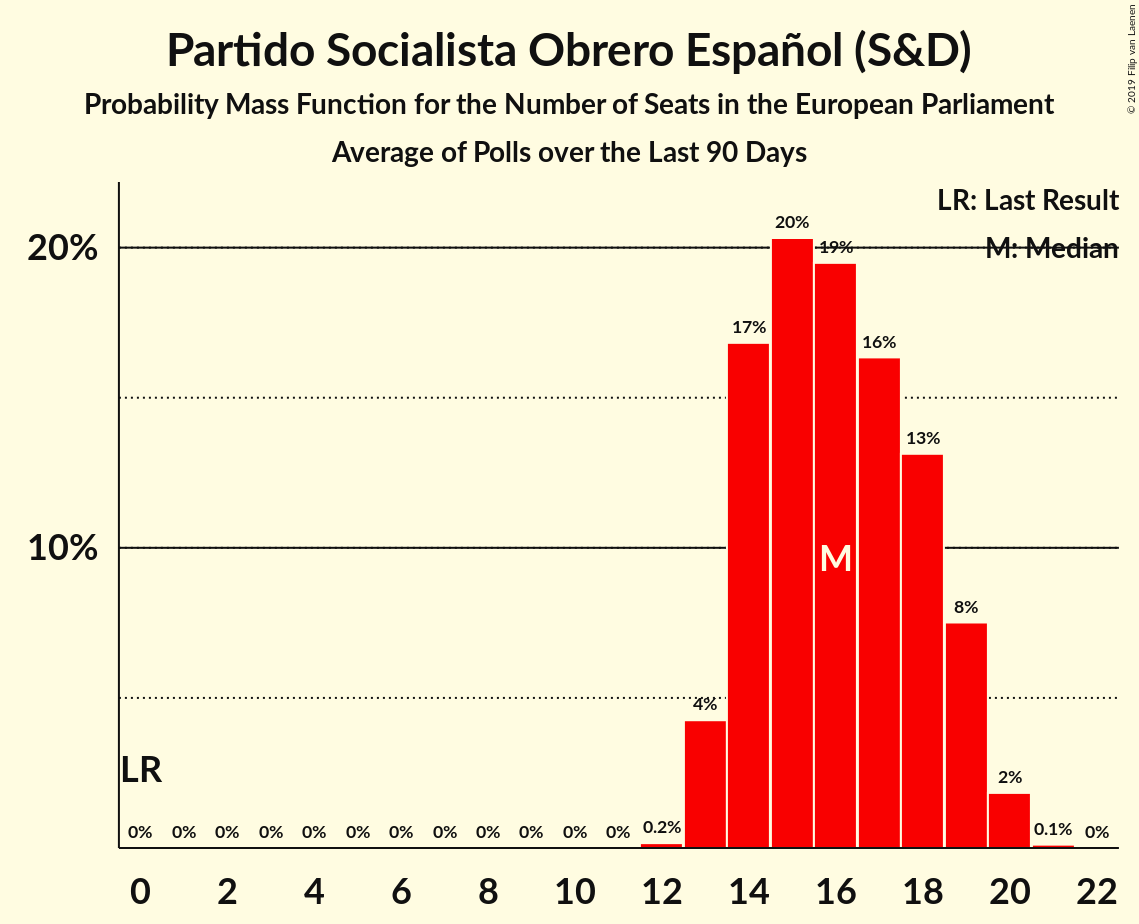 Partido Socialista Obrero Español (S&D)
Probability Mass Function for the Number of Seats in the European Parliament
Average of Polls over the Last 90 Days
© 2019 Filip van Laenen
LR: Last Result
M: Median
20%
10%
20%
19%
17%
16%
13%
8%
4%
2%
M
LR
0% 0% 0% 0% 0% 0% 0% 0% 0% 0% 0% 0% 0.2% 0.1% 0%
0 2 4 6 8 10 12 14 16 18 20 22